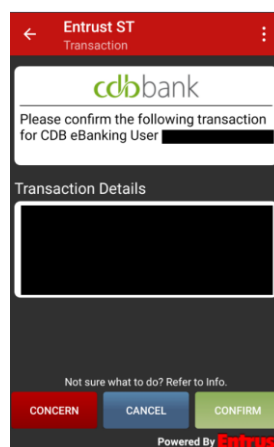 Entrust ST
Transaction
cdbbank
Please confirm the following transaction
for CDB eBanking User
Transaction Details
Not sure what to do? Refer to Info.
CONCERN
CANCEL
CONFIRM
Powered By Entrus